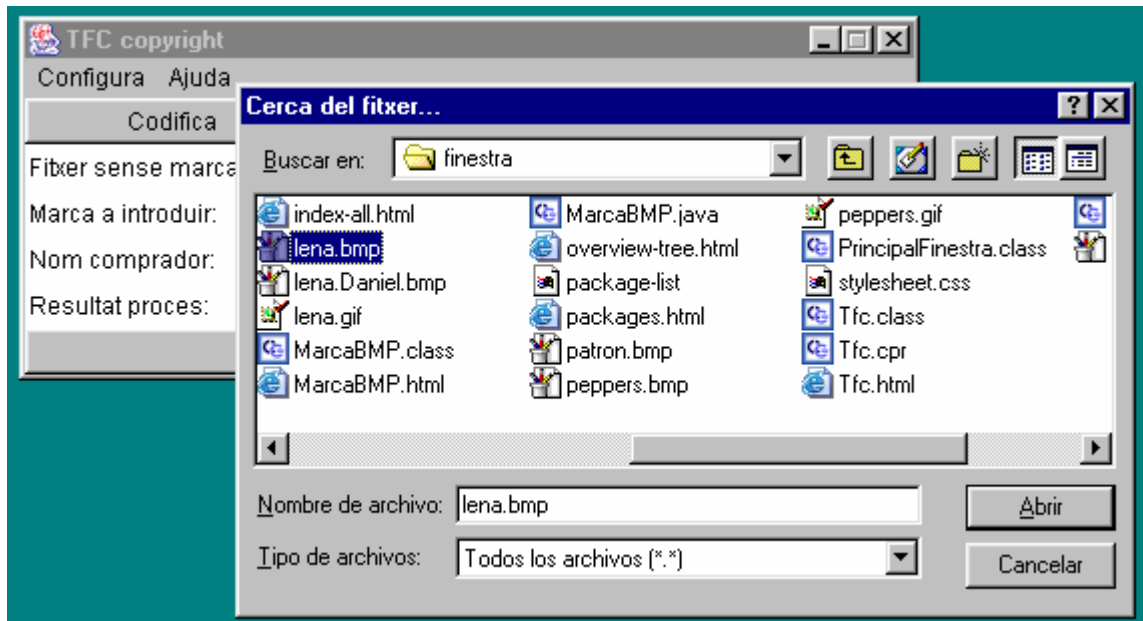 TFC copyright
Configura Ajuda
Codifica
Fitxer sense marca
Marca a introduir:
Nom comprador:
Resultat proces:
Cerca del fitxer...
Buscar en: finestra
index-all.html MarcaBMP.java peppers.gif
lena.bmp overview-tree.html PrincipalFinestra.class
lena.Daniel.bmp package-list stylesheet.css
lena.gif packages.html Tfc.class
MarcaBMP.class patron.bmp Tfc.cpr
MarcaBMP.html peppers.bmp Tfc.html
Nombre de archivo: lena.bmp Abrir
Tipo de archivos: Todos los archivos (*.*) Cancelar